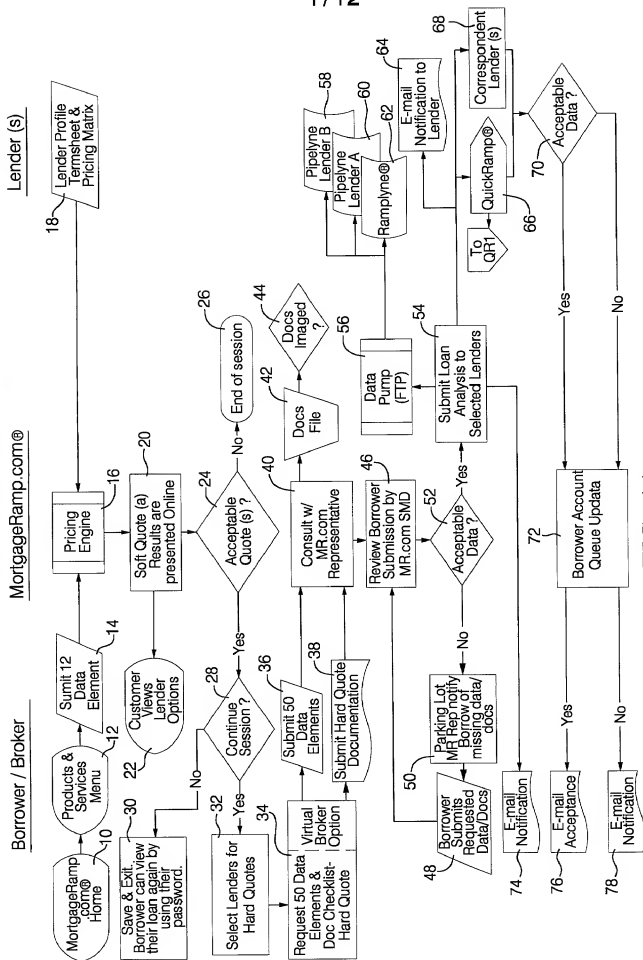 1/12
Borrower / Broker
MortgageRamp.com®
Lender (s)
MortgageRamp
.com®
Home
10
Products &
Services
Menu
12
Sumit 12
Data
Element
14
Pricing
Engine
16
18
Lender Profile
Termsheet &
Pricing Matrix
20
Soft Quote (a)
Results are
presented Online
Customer
Views
Lender
Options
22
24
Acceptable
Quote (s) ?
No
26
End of session
Yes
28
Continue
Session ?
No
Yes
30
Save & Exit.
Borrower can view
their loan again by
using their
password.
32
Select Lenders for
Hard Quotes
34
Request 50 Data
Elements &
Doc Checklist-
Hard Quote
Virtual
Broker
Option
36
Submit 50
Data
Elements
38
Submit Hard Quote
Documentation
40
Consult w/
MR.com
Representative
42
Docs
File
44
Docs
Imaged
?
46
Review Borrower
Submission by
MR.com SMD
52
Acceptable
Data ?
No
Yes
50
Parking Lot
MR Rep notify
Borrow of
missing data/
docs
48
Borrower
Submits
Requested
Data/Docs
54
Submit Loan
Analysis to
Selected Lenders
56
Data
Pump
(FTP)
58
Pipelyne
Lender B
60
Pipelyne
Lender A
62
Ramplyne®
64
E-mail
Notification to
Lender
66
QuickRamp®
To
QR1
68
Correspondent
Lender (s)
70
Acceptable
Data ?
Yes
No
72
Borrower Account
Queue Updata
Yes
No
74
E-mail
Notification
76
E-mail
Acceptance
78
E-mail
Notification